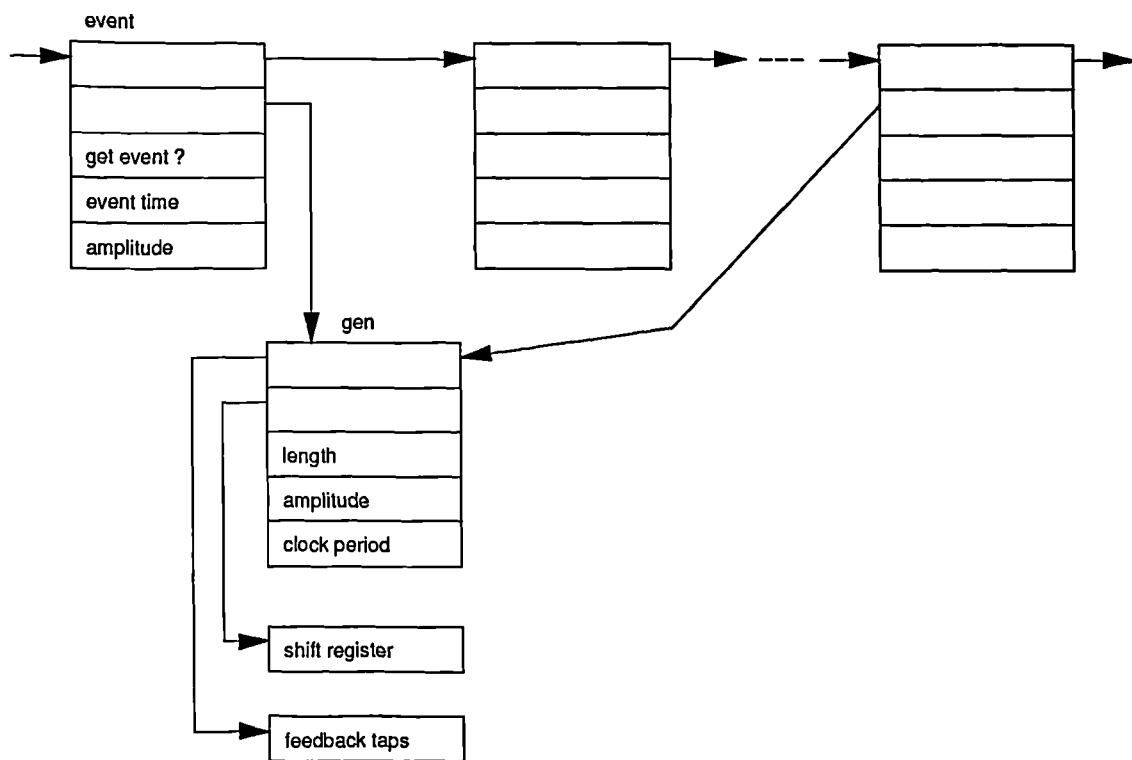 event
get event ?
event time
amplitude
gen
length
amplitude
clock period
shift register
feedback taps